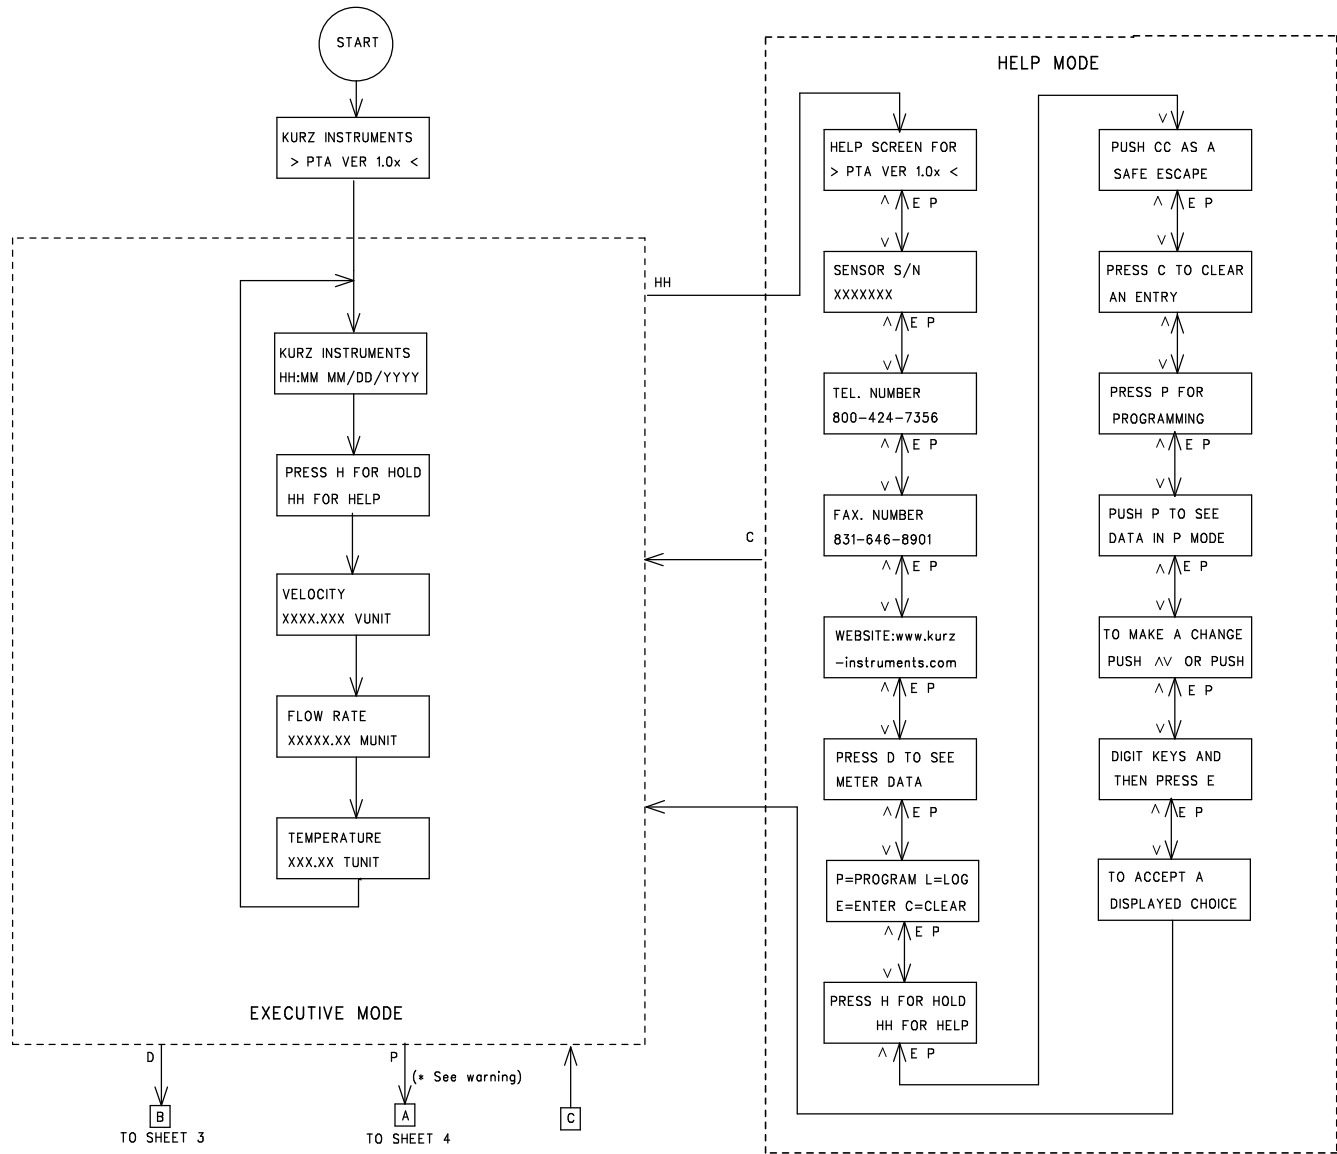 START
KURZ INSTRUMENTS
> PTA VER 1.0x <
KURZ INSTRUMENTS
HH:MM MM/DD/YYYY
PRESS H FOR HOLD
HH FOR HELP
VELOCITY
XXXX.XXX VUNIT
FLOW RATE
XXXXX.XX MUNIT
TEMPERATURE
XXX.XX TUNIT
EXECUTIVE MODE
D
B
TO SHEET 3
P
(* See warning)
A
TO SHEET 4
C
HH
C
HELP MODE
HELP SCREEN FOR
> PTA VER 1.0x <
^ E P
v
SENSOR S/N
XXXXXXX
^ E P
v
TEL. NUMBER
800-424-7356
^ E P
v
FAX. NUMBER
831-646-8901
^ E P
v
WEBSITE:www.kurz
-instruments.com
^ E P
PRESS D TO SEE
METER DATA
^ E P
v
P=PROGRAM L=LOG
E=ENTER C=CLEAR
^ E P
v
PRESS H FOR HOLD
HH FOR HELP
^ E P
v
PUSH CC AS A
SAFE ESCAPE
^ E P
v
PRESS C TO CLEAR
AN ENTRY
^
v
PRESS P FOR
PROGRAMMING
^ E P
v
PUSH P TO SEE
DATA IN P MODE
^ E P
v
TO MAKE A CHANGE
PUSH ^v OR PUSH
^ E P
v
DIGIT KEYS AND
THEN PRESS E
^ E P
v
TO ACCEPT A
DISPLAYED CHOICE